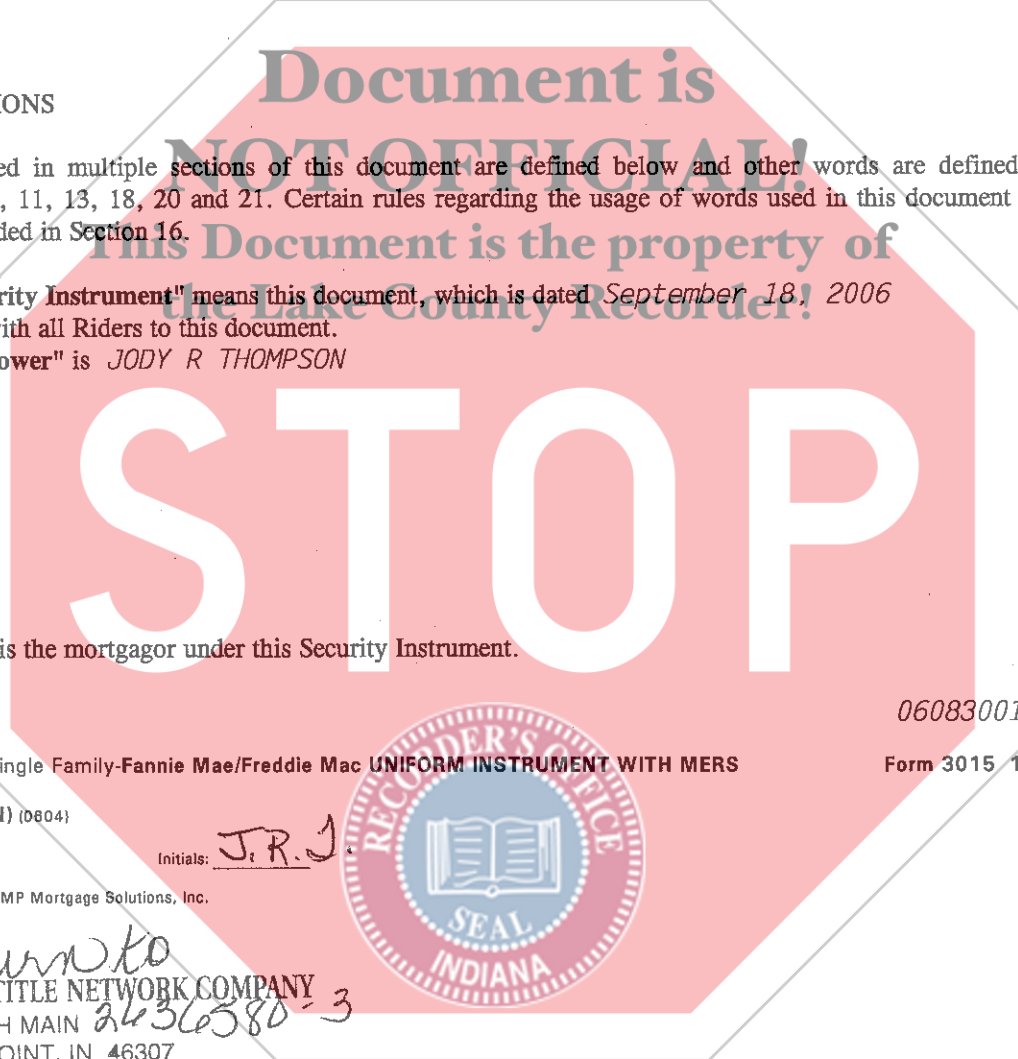 Document is
IONS
NOT OFFICIAL!
ed in multiple sections of this document are defined below and other words are defined
, 11, 13, 18, 20 and 21. Certain rules regarding the usage of words used in this document
ded in Section 16.
This Document is the property of
rity Instrument" means this document, which is dated September 18, 2006
the Lake County Recorder!
with all Riders to this document.
ower" is JODY R THOMPSON
STOP
is the mortgagor under this Security Instrument.
06083001
ingle Family-Fannie Mae/Freddie Mac UNIFORM INSTRUMENT WITH MERS Form 3015 1
(0604)
Initials: J.R.T.
MP Mortgage Solutions, Inc.
RECORDER'S OFFICE
SEAL
INDIANA
urn to
TITLE NETWORK COMPANY
H MAIN 2636580-3
OINT, IN 46307